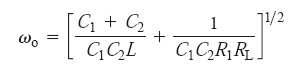 ω₀ = [ (C₁ + C₂) / (C₁C₂L) + 1 / (C₁C₂R₁R_L) ]^{1/2}